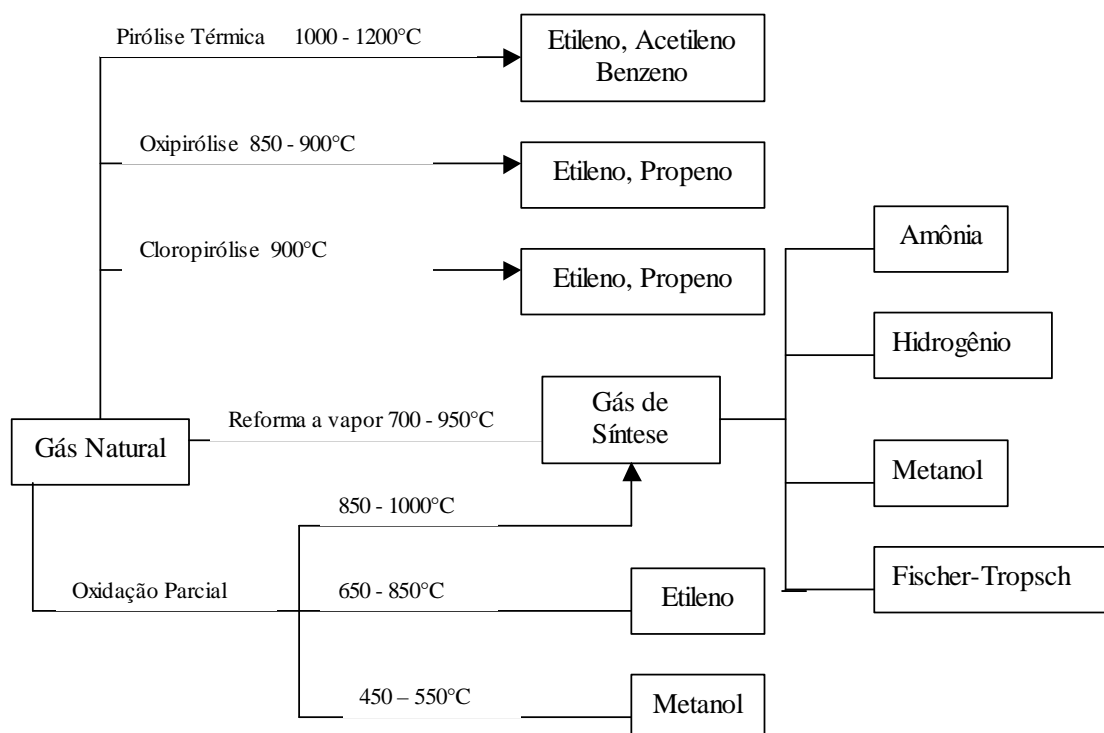 Pirólise Térmica 1000 - 1200°C
Etileno, Acetileno
Benzeno
Oxipirólise 850 - 900°C
Etileno, Propeno
Cloropirólise 900°C
Etileno, Propeno
Amônia
Hidrogênio
Gás Natural
Reforma a vapor 700 - 950°C
Gás de
Síntese
Metanol
Fischer-Tropsch
850 - 1000°C
Oxidação Parcial
650 - 850°C
Etileno
450 – 550°C
Metanol